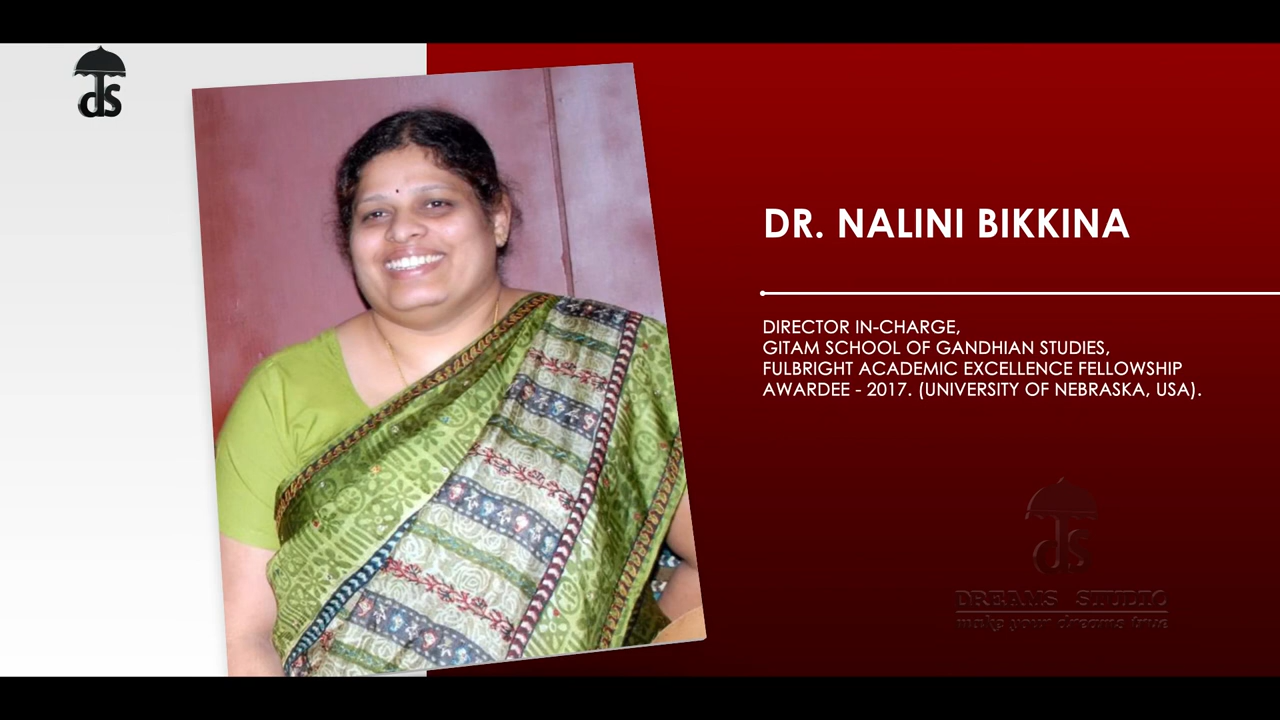 ds
DR. NALINI BIKKINA
DIRECTOR IN-CHARGE,
GITAM SCHOOL OF GANDHIAN STUDIES,
FULBRIGHT ACADEMIC EXCELLENCE FELLOWSHIP
AWARDEE - 2017. (UNIVERSITY OF NEBRASKA, USA).
ds
DREAMS STUDIO
make your dreams true